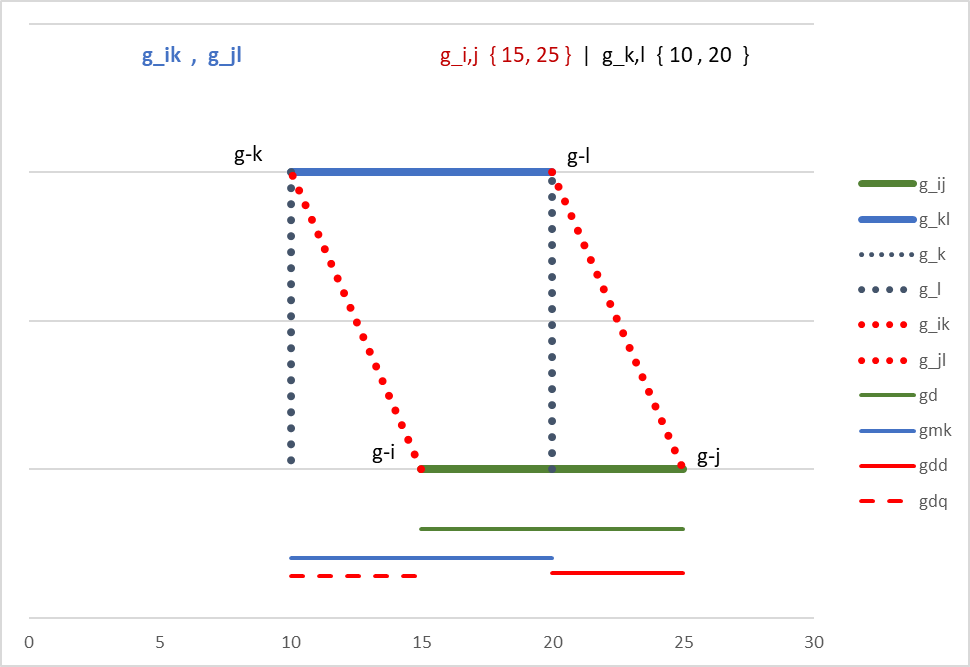 g_ik , g_jl
g_i,j { 15, 25 } | g_k,l { 10 , 20 }
g-k
g-l
g-i
g-j
g_ij
g_kl
g_k
g_l
g_ik
g_jl
gd
gmk
gdd
gdq
0 5 10 15 20 25 30